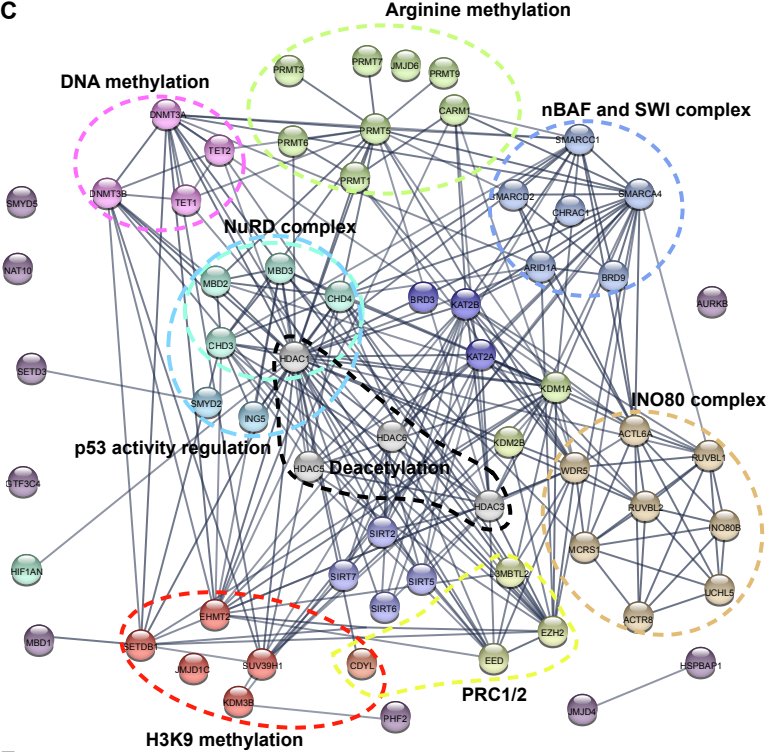 C
Arginine methylation
PRMT3
PRMT7
JMJD6
PRMT9
DNA methylation
CARM1
nBAF and SWI complex
DNMT3A
PRMT5
PRMT6
SMARCC1
TET2
PRMT1
DNMT3B
TET1
SMARCD2
SMARCA4
CHRAC1
SMYD5
NuRD complex
NAT10
MBD2
MBD3
ARID1A
BRD9
CHD4
BRD3
KAT2B
AURKB
CHD3
HDAC1
KAT2A
SETD3
KDM1A
SMYD2
ING5
INO80 complex
p53 activity regulation
HDAC6
KDM2B
ACTL6A
RUVBL1
HDAC5
Deacetylation
WDR5
GTF3C4
HDAC3
RUVBL2
INO80B
SIRT2
MCRS1
HIF1AN
SIRT7
SIRT5
L3MBTL2
UCHL5
SIRT6
EHMT2
ACTR8
MBD1
SETDB1
EZH2
JMJD1C
SUV39H1
CDYL
EED
HSPBAP1
KDM3B
PRC1/2
PHF2
JMJD4
H3K9 methylation